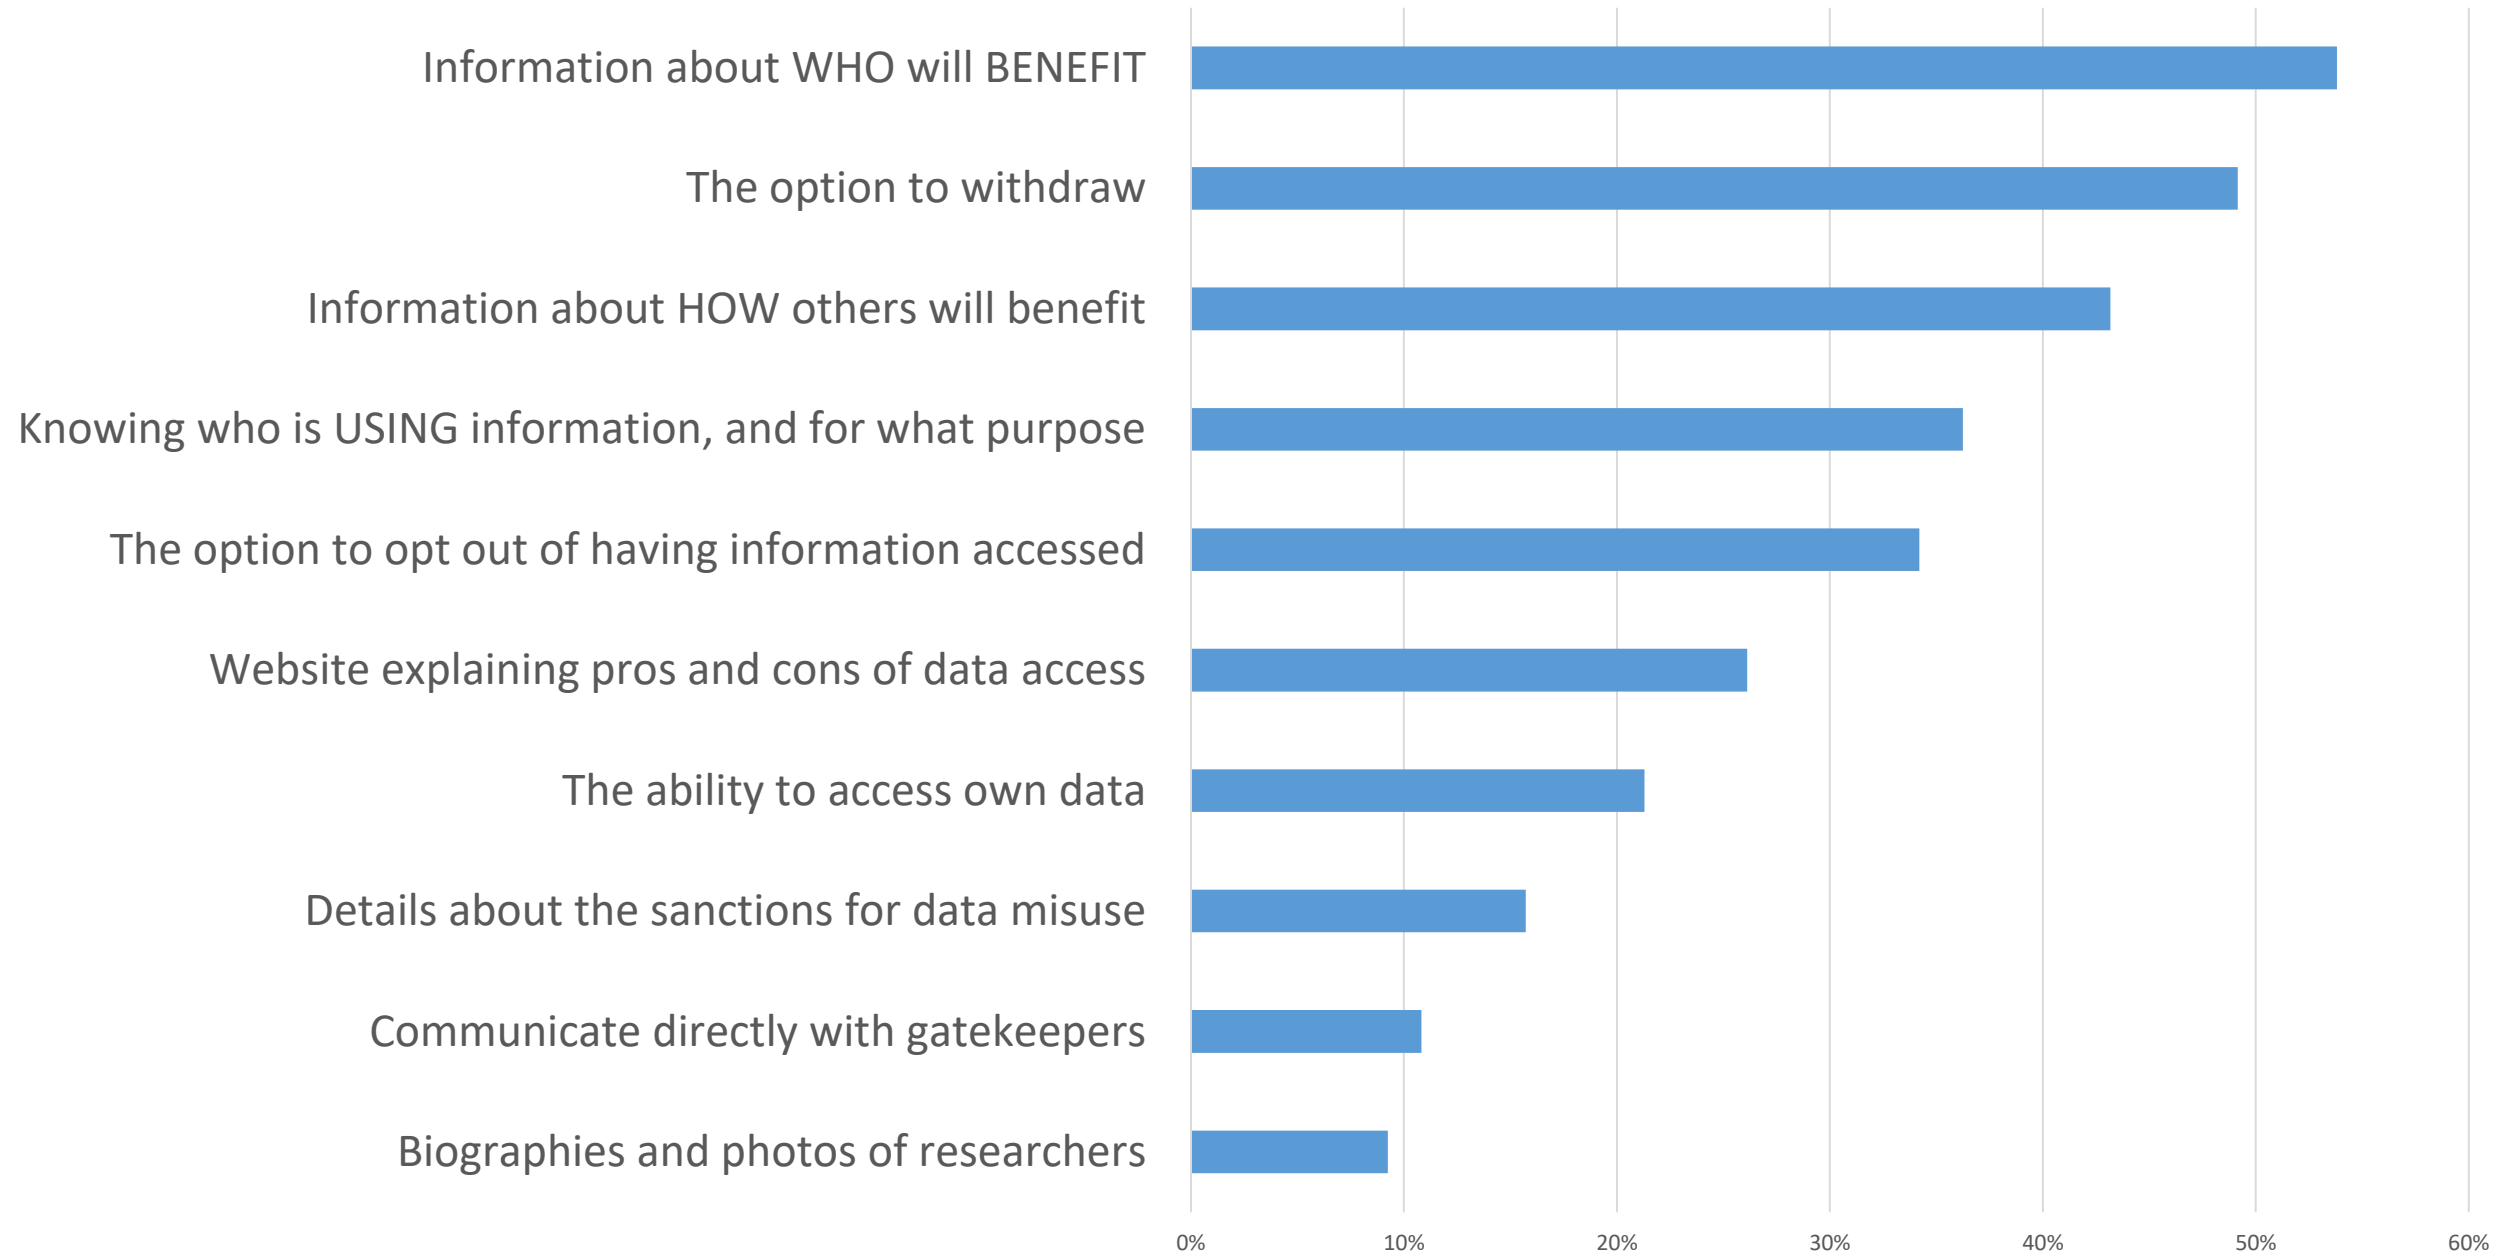 Information about WHO will BENEFIT
The option to withdraw
Information about HOW others will benefit
Knowing who is USING information, and for what purpose
The option to opt out of having information accessed
Website explaining pros and cons of data access
The ability to access own data
Details about the sanctions for data misuse
Communicate directly with gatekeepers
Biographies and photos of researchers
0% 10% 20% 30% 40% 50% 60%